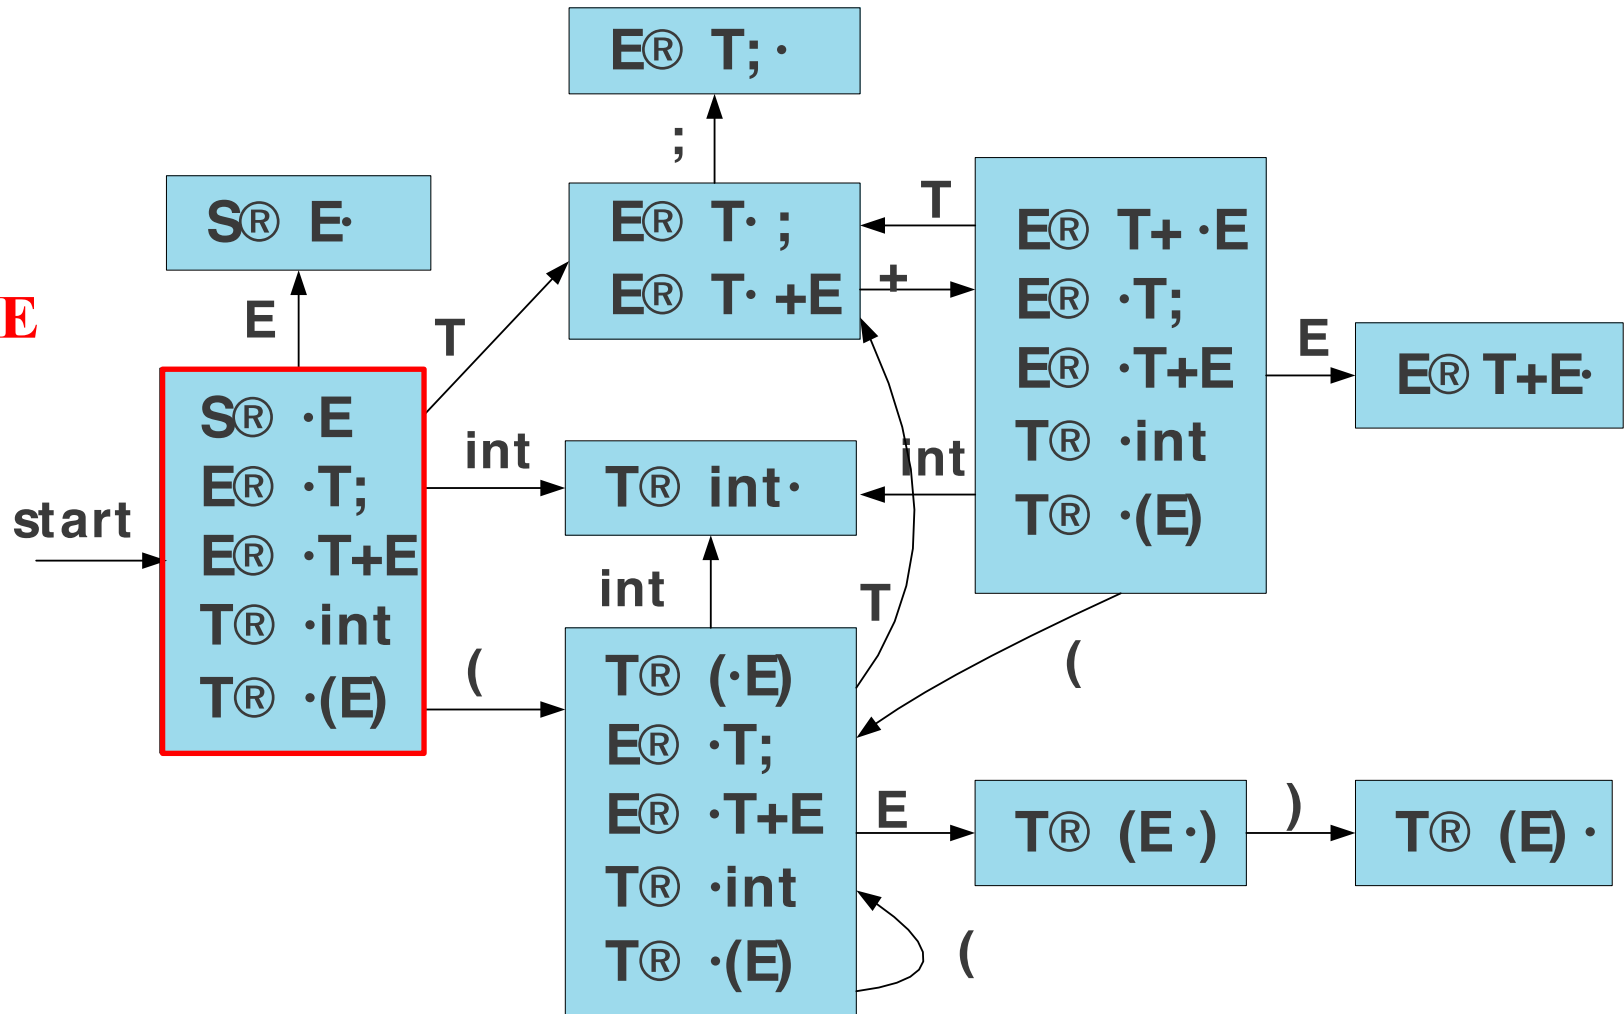 E® T; ·
;
S® E·
E® T· ;
E® T· +E
T
+
E® T+ ·E
E® ·T;
E® ·T+E
T® ·int
T® ·(E)
E
E
T
E
E® T+E·
S® ·E
E® ·T;
E® ·T+E
T® ·int
T® ·(E)
start
int
T® int·
int
int
T
(
(
T® (·E)
E® ·T;
E® ·T+E
T® ·int
T® ·(E)
E
T® (E·)
)
T® (E) ·
(